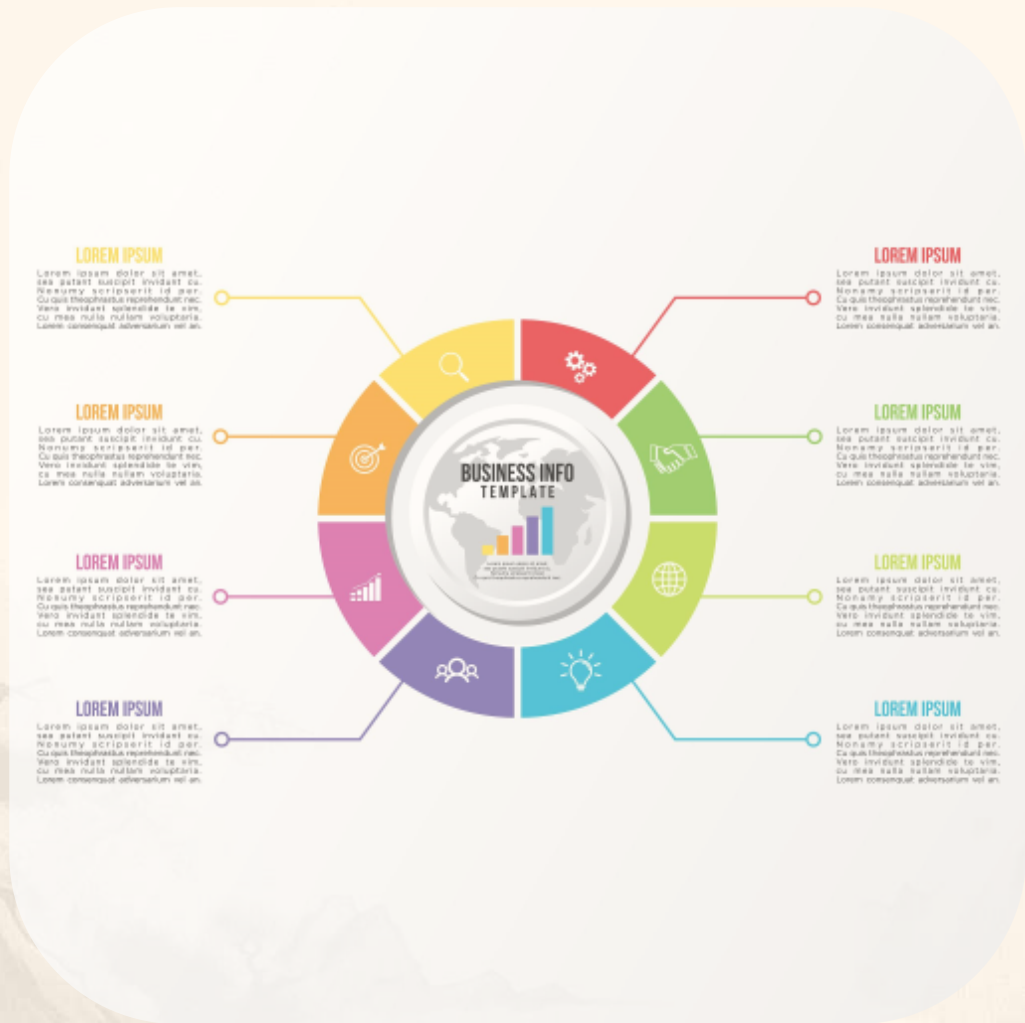 LOREM IPSUM
Lorem ipsum dolor sit amet,
sea putant suscipit invidunt cu.
Nonumy scripserit id per.
Cu quis theophrastus reprehendunt nec.
Vero invidunt splendide te vim,
cu mea nulla nullam voluptaria.
Lorem consequat adversarium vel an.
LOREM IPSUM
Lorem ipsum dolor sit amet,
sea putant suscipit invidunt cu.
Nonumy scripserit id per.
Cu quis theophrastus reprehendunt nec.
Vero invidunt splendide te vim,
cu mea nulla nullam voluptaria.
Lorem consequat adversarium vel an.
LOREM IPSUM
Lorem ipsum dolor sit amet,
sea putant suscipit invidunt cu.
Nonumy scripserit id per.
Cu quis theophrastus reprehendunt nec.
Vero invidunt splendide te vim,
cu mea nulla nullam voluptaria.
Lorem consequat adversarium vel an.
LOREM IPSUM
Lorem ipsum dolor sit amet,
sea putant suscipit invidunt cu.
Nonumy scripserit id per.
Cu quis theophrastus reprehendunt nec.
Vero invidunt splendide te vim,
cu mea nulla nullam voluptaria.
Lorem consequat adversarium vel an.
BUSINESS INFO
TEMPLATE
LOREM IPSUM
Lorem ipsum dolor sit amet,
sea putant suscipit invidunt cu.
Nonumy scripserit id per.
Cu quis theophrastus reprehendunt nec.
Vero invidunt splendide te vim,
cu mea nulla nullam voluptaria.
Lorem consequat adversarium vel an.
LOREM IPSUM
Lorem ipsum dolor sit amet,
sea putant suscipit invidunt cu.
Nonumy scripserit id per.
Cu quis theophrastus reprehendunt nec.
Vero invidunt splendide te vim,
cu mea nulla nullam voluptaria.
Lorem consequat adversarium vel an.
LOREM IPSUM
Lorem ipsum dolor sit amet,
sea putant suscipit invidunt cu.
Nonumy scripserit id per.
Cu quis theophrastus reprehendunt nec.
Vero invidunt splendide te vim,
cu mea nulla nullam voluptaria.
Lorem consequat adversarium vel an.
LOREM IPSUM
Lorem ipsum dolor sit amet,
sea putant suscipit invidunt cu.
Nonumy scripserit id per.
Cu quis theophrastus reprehendunt nec.
Vero invidunt splendide te vim,
cu mea nulla nullam voluptaria.
Lorem consequat adversarium vel an.